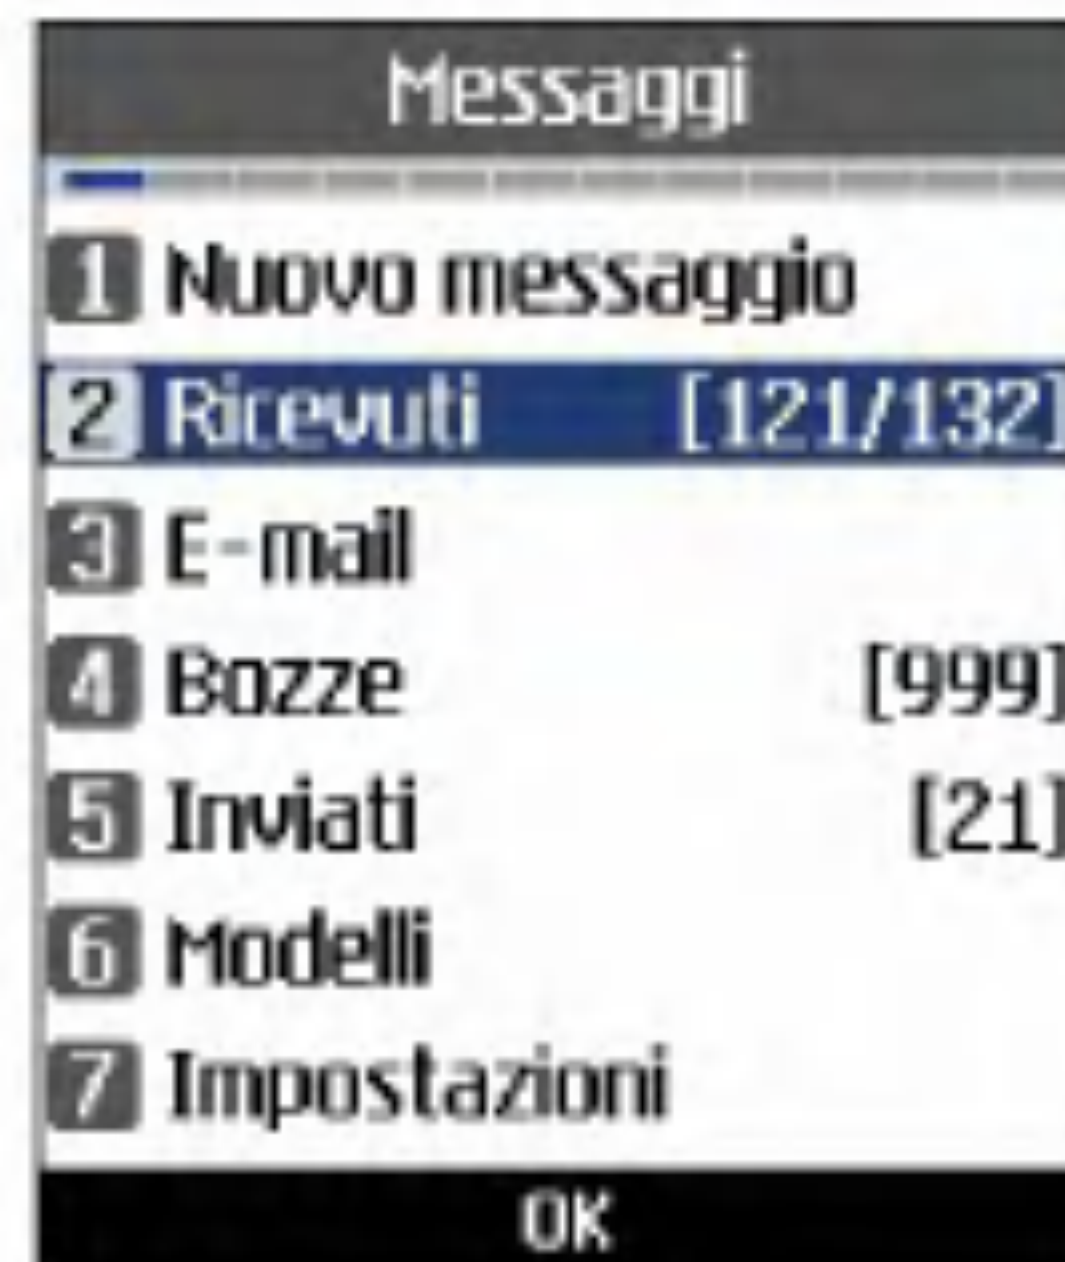 Messaggi
1 Nuovo messaggio
2 Ricevuti [121/132]
3 E-mail
4 Bozze [999]
5 Inviati [21]
6 Modelli
7 Impostazioni
OK